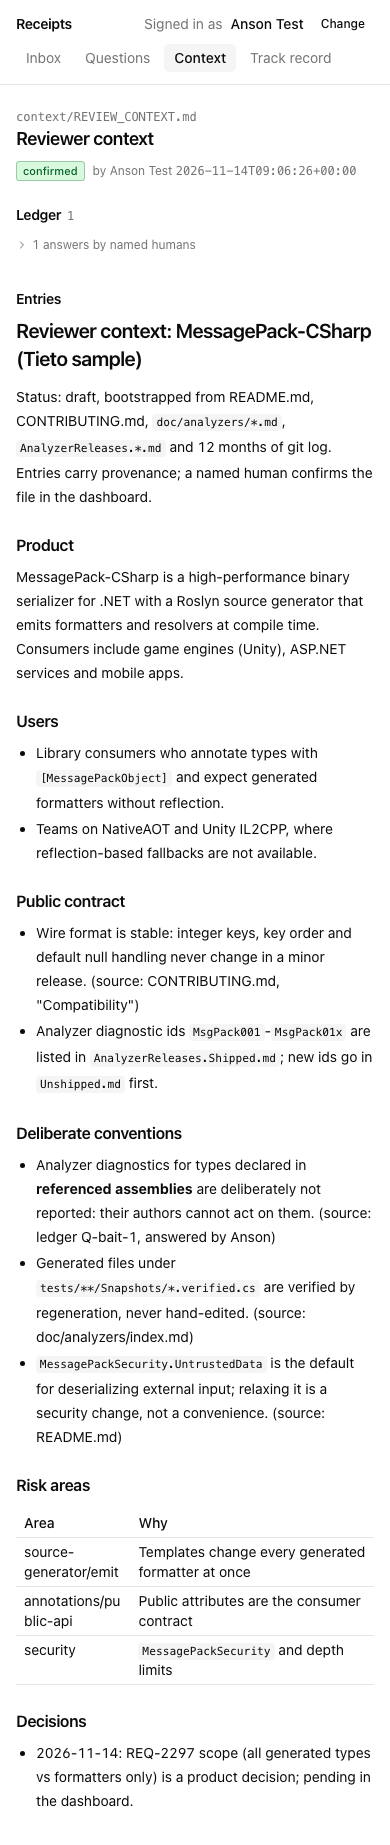 Receipts Signed in as Anson Test Change
Inbox Questions Context Track record
context/REVIEW_CONTEXT.md
Reviewer context
confirmed by Anson Test 2026-11-14T09:06:26+00:00
Ledger 1
1 answers by named humans
Entries
Reviewer context: MessagePack-CSharp
(Tieto sample)
Status: draft, bootstrapped from README.md,
CONTRIBUTING.md, doc/analyzers/*.md,
AnalyzerReleases.*.md and 12 months of git log.
Entries carry provenance; a named human confirms the
file in the dashboard.
Product
MessagePack-CSharp is a high-performance binary
serializer for .NET with a Roslyn source generator that
emits formatters and resolvers at compile time.
Consumers include game engines (Unity), ASP.NET
services and mobile apps.
Users
• Library consumers who annotate types with
[MessagePackObject] and expect generated
formatters without reflection.
• Teams on NativeAOT and Unity IL2CPP, where
reflection-based fallbacks are not available.
Public contract
• Wire format is stable: integer keys, key order and
default null handling never change in a minor
release. (source: CONTRIBUTING.md,
"Compatibility")
• Analyzer diagnostic ids MsgPack001-MsgPack01x are
listed in AnalyzerReleases.Shipped.md; new ids go in
Unshipped.md first.
Deliberate conventions
• Analyzer diagnostics for types declared in
referenced assemblies are deliberately not
reported: their authors cannot act on them. (source:
ledger Q-bait-1, answered by Anson)
• Generated files under
tests/**/Snapshots/*.verified.cs are verified by
regeneration, never hand-edited. (source:
doc/analyzers/index.md)
• MessagePackSecurity.UntrustedData is the default
for deserializing external input; relaxing it is a
security change, not a convenience. (source:
README.md)
Risk areas
Area Why
source-
generator/emit Templates change every generated
formatter at once
annotations/pu
blic-api Public attributes are the consumer
contract
security MessagePackSecurity and depth
limits
Decisions
• 2026-11-14: REQ-2297 scope (all generated types
vs formatters only) is a product decision; pending in
the dashboard.